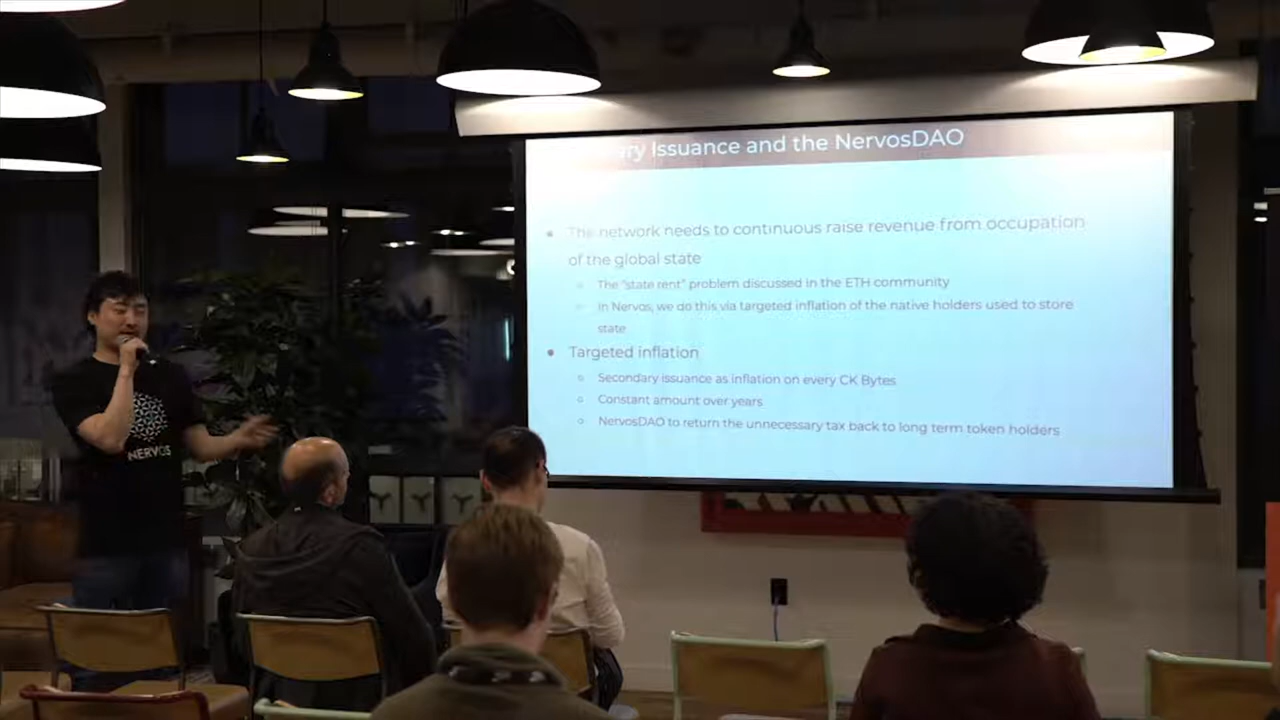 ry Issuance and the NervosDAO
The network needs to continuous raise revenue from occupation
of the global state
The "state rent" problem discussed in the ETH community
In Nervos, we do this via targeted inflation of the native holders used to store
state
Targeted inflation
Secondary issuance as inflation on every CK Bytes
Constant amount over years
NervosDAO to return the unnecessary tax back to long term token holders
NERVOS